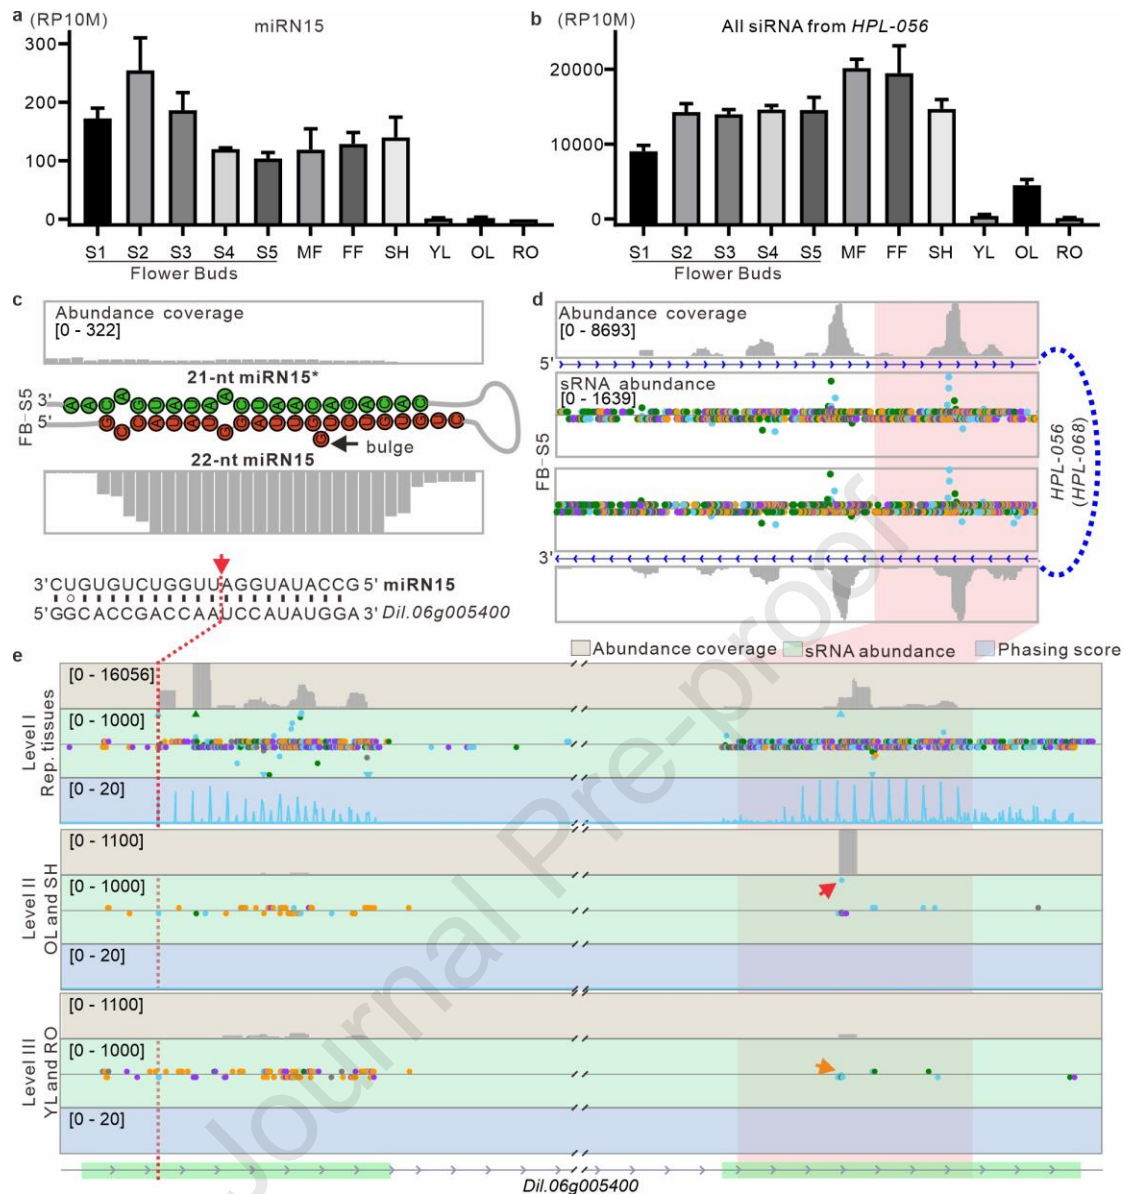 a (RP10M) miRN15
300
200
100
0
S1 S2 S3 S4 S5 MF FF SH YL OL RO
Flower Buds
b (RP10M) All siRNA from HPL-056
20000
10000
0
S1 S2 S3 S4 S5 MF FF SH YL OL RO
Flower Buds
c
Abundance coverage
[0 - 322]
21-nt miRN15*
3'
5'
FB-S5
bulge
22-nt miRN15
3'CUGUGUCUGGUUAGGUAUACCG 5' miRN15
5'GGCACCGACCAAUCCAUAUGGA 3' Dil.06g005400
d
Abundance coverage
[0 - 8693]
5'
sRNA abundance
[0 - 1639]
FB-S5
3'
HPL-056
(HPL-068)
Abundance coverage sRNA abundance Phasing score
e
Level I
Rep. tissues
[0 - 16056]
[0 - 1000]
[0 - 20]
Level II
OL and SH
[0 - 1100]
[0 - 1000]
[0 - 20]
Level III
YL and RO
[0 - 1100]
[0 - 1000]
[0 - 20]
Dil.06g005400
Journal Pre-proof